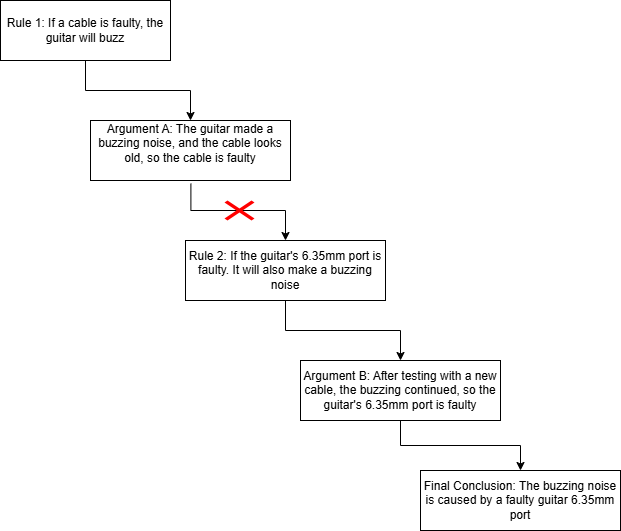 Rule 1: If a cable is faulty, the
guitar will buzz
Argument A: The guitar made a
buzzing noise, and the cable looks
old, so the cable is faulty
Rule 2: If the guitar's 6.35mm port is
faulty. It will also make a buzzing
noise
Argument B: After testing with a new
cable, the buzzing continued, so the
guitar's 6.35mm port is faulty
Final Conclusion: The buzzing noise
is caused by a faulty guitar 6.35mm
port